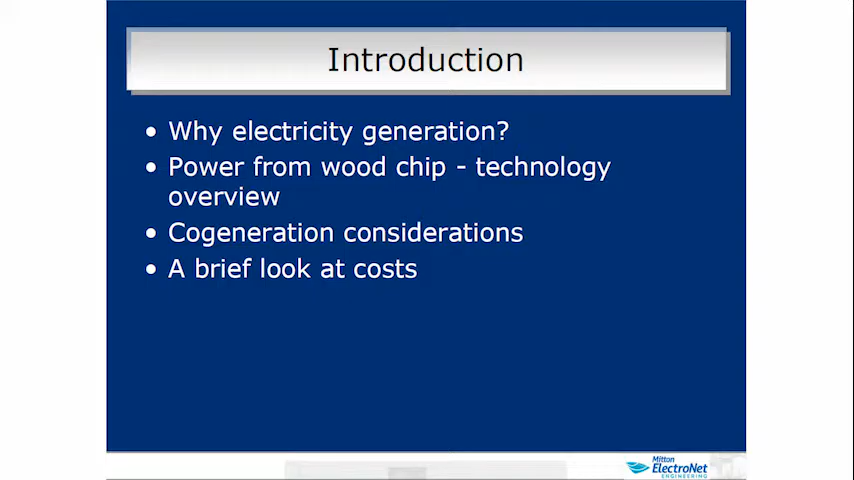 Introduction
• Why electricity generation?
• Power from wood chip - technology
overview
• Cogeneration considerations
• A brief look at costs
Mitton
ElectroNet
ENGINEERING